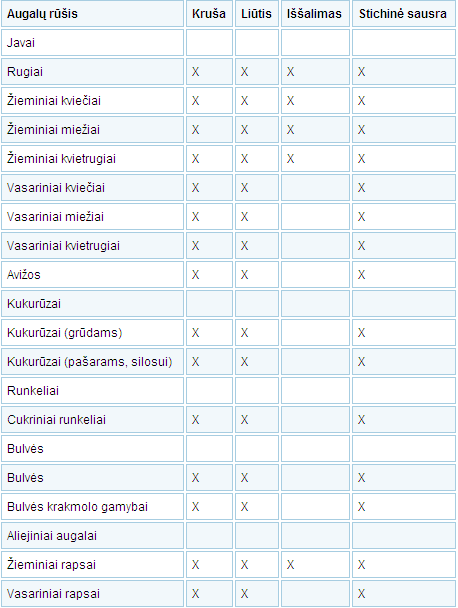 Augalų rūšis Kruša Liūtis Iššalimas Stichinė sausra
Javai
Rugiai X X X X
Žieminiai kviečiai X X X X
Žieminiai miežiai X X X X
Žieminiai kvietrugiai X X X X
Vasariniai kviečiai X X X
Vasariniai miežiai X X X
Vasariniai kvietrugiai X X X
Avižos X X X
Kukurūzai
Kukurūzai (grūdams) X X X
Kukurūzai (pašarams, silosui) X X X
Runkeliai
Cukriniai runkeliai X X X
Bulvės
Bulvės X X X
Bulvės krakmolo gamybai X X X
Aliejiniai augalai
Žieminiai rapsai X X X X
Vasariniai rapsai X X X